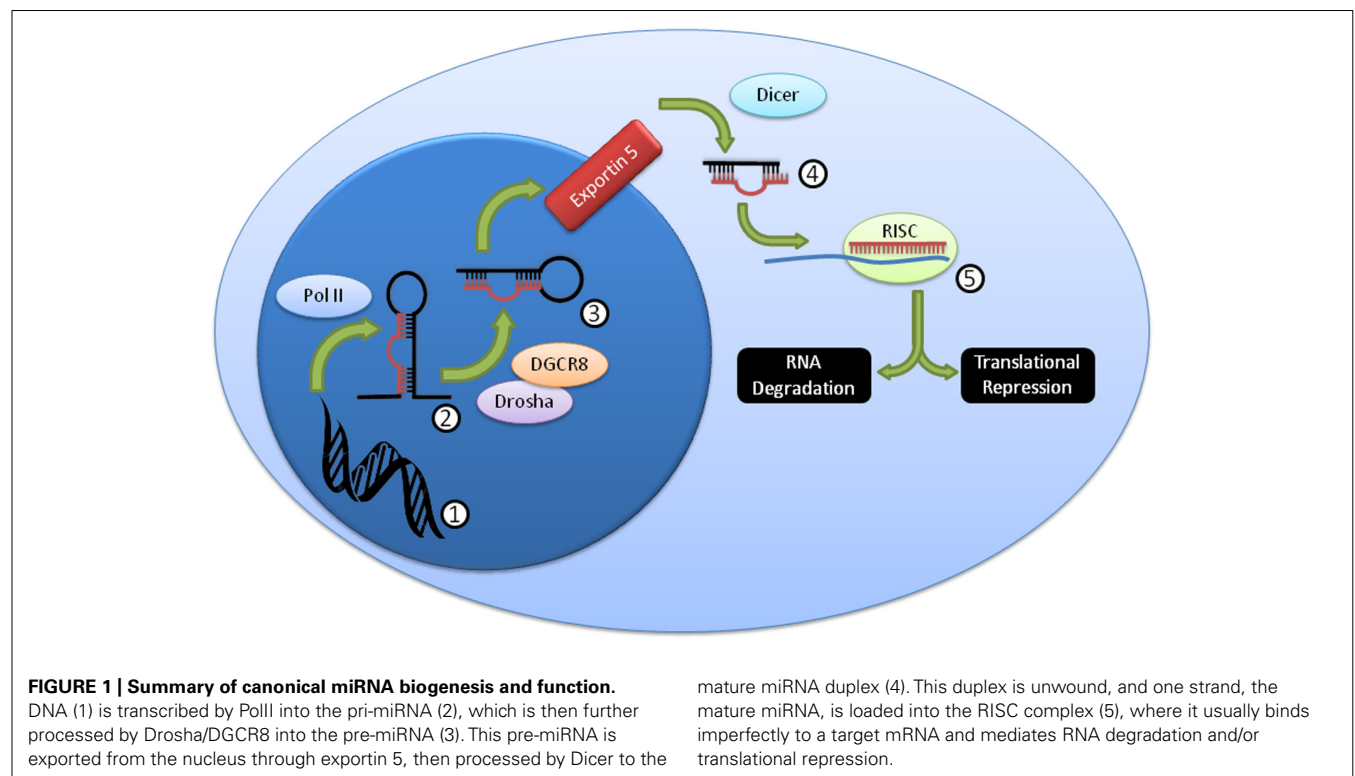 Dicer
Exportin 5
④
RISC
⑤
Pol II
③
DGCR8
Drosha
②
RNA
Degradation
Translational
Repression
①
FIGURE 1 | Summary of canonical miRNA biogenesis and function.
DNA (1) is transcribed by PolII into the pri-miRNA (2), which is then further
processed by Drosha/DGCR8 into the pre-miRNA (3). This pre-miRNA is
exported from the nucleus through exportin 5, then processed by Dicer to the
mature miRNA duplex (4). This duplex is unwound, and one strand, the
mature miRNA, is loaded into the RISC complex (5), where it usually binds
imperfectly to a target mRNA and mediates RNA degradation and/or
translational repression.